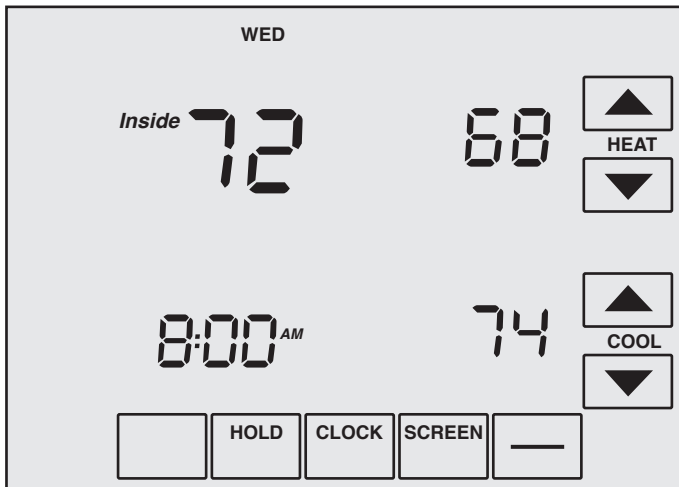 WED
Inside 72 68
HEAT
8:00 AM 74
COOL
HOLD CLOCK SCREEN